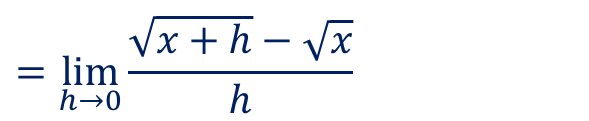 = lim_{h→0} (√(x + h) − √x) / h